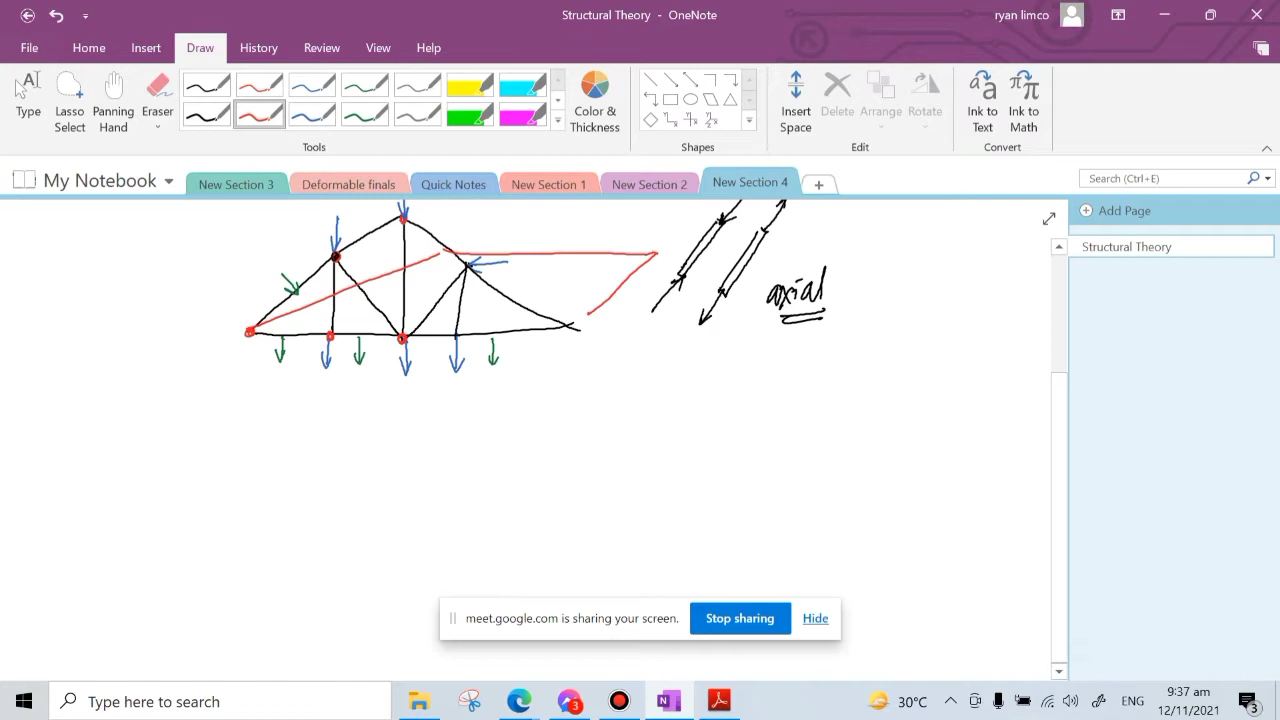 Structural Theory - OneNote
ryan limco
File Home Insert Draw History Review View Help
Type
Lasso Select
Panning Hand
Eraser
Color & Thickness
Insert Space
Delete
Arrange
Rotate
Ink to Text
Ink to Math
Tools
Shapes
Edit
Convert
My Notebook
New Section 3
Deformable finals
Quick Notes
New Section 1
New Section 2
New Section 4
Search (Ctrl+E)
Add Page
Structural Theory
axial
meet.google.com is sharing your screen.
Stop sharing
Hide
Type here to search
3
30°C
ENG
9:37 am
12/11/2021
3